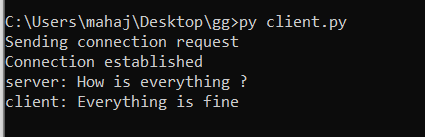 C:\Users\mahaj\Desktop\gg>py client.py
Sending connection request
Connection established
server: How is everything ?
client: Everything is fine